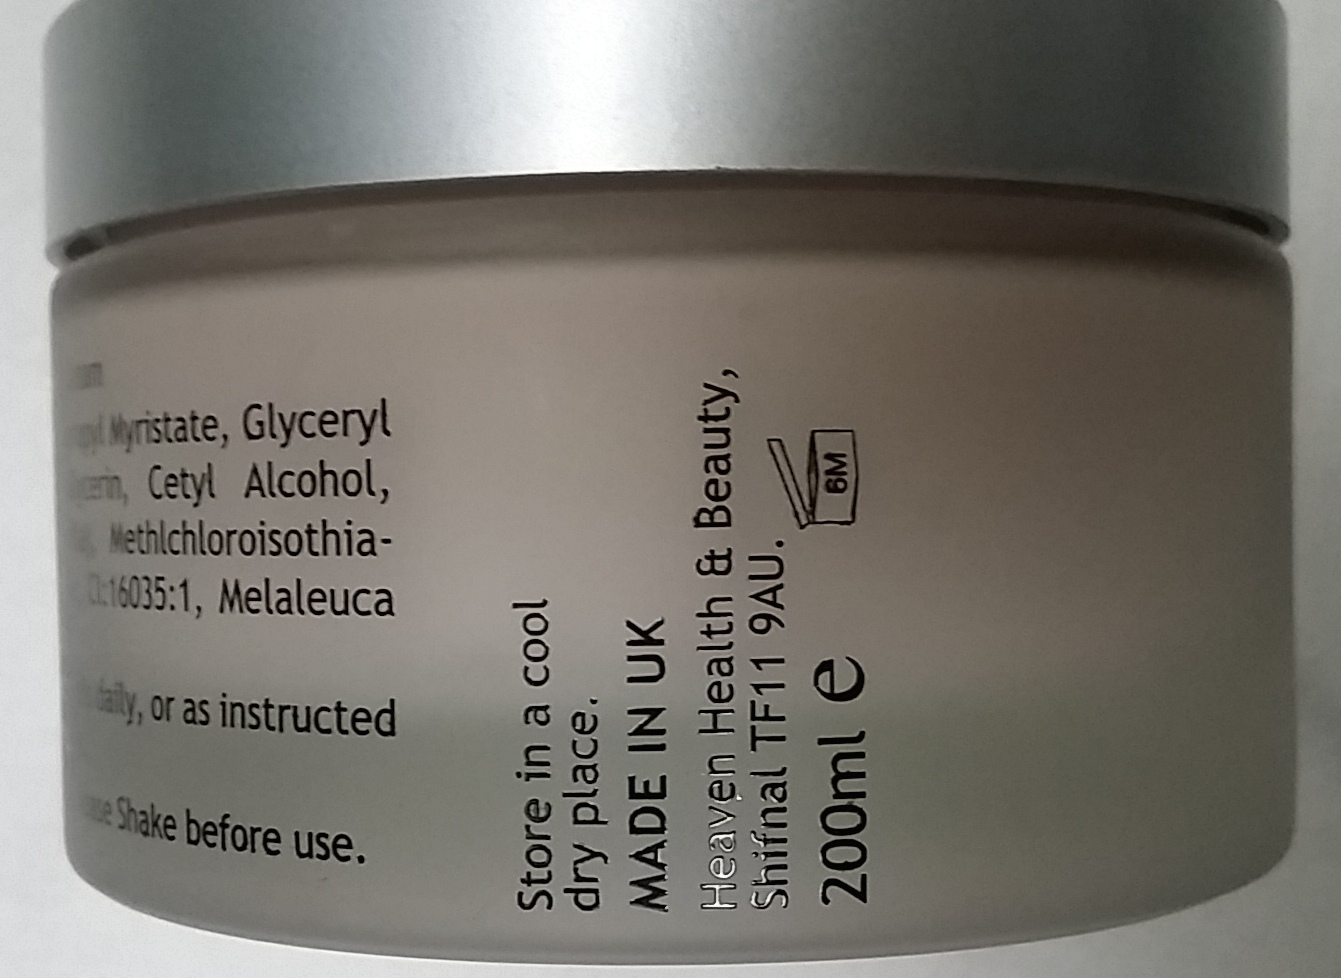 Myristate, Glyceryl
Cetyl Alcohol,
Methlchloroisothia-
CI:16035:1, Melaleuca
daily, or as instructed
Shake before use.
Store in a cool
dry place.
MADE IN UK
Heaven Health & Beauty,
Shifnal TF11 9AU.
6M
200ml e